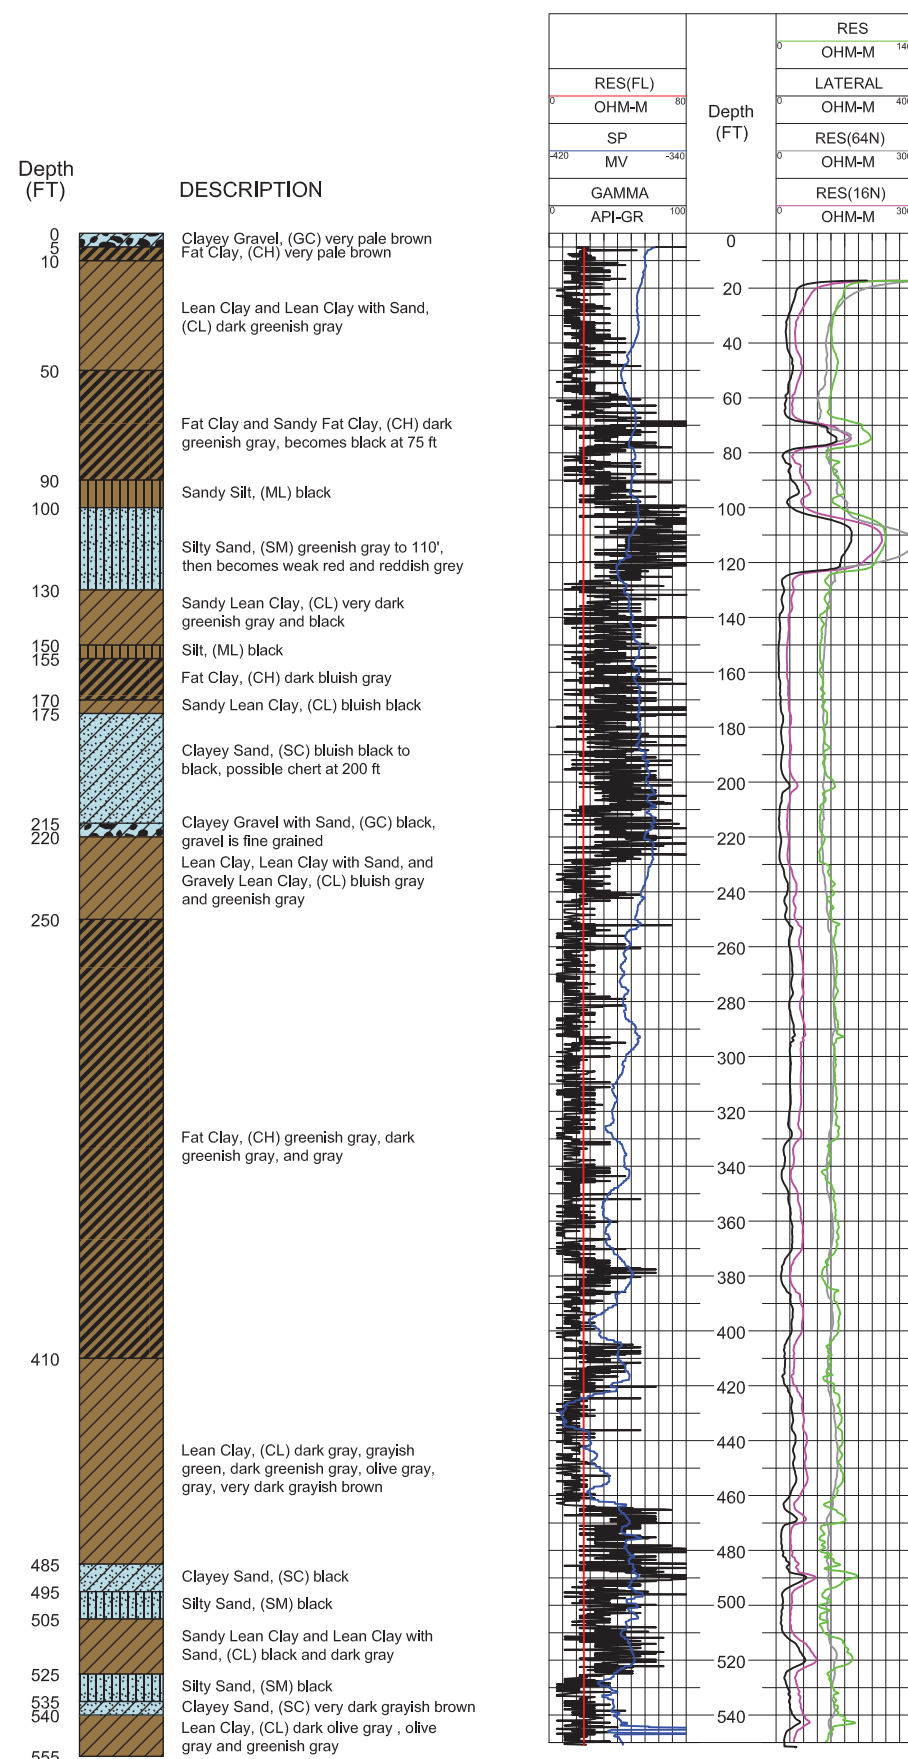 RES
0 140
OHM-M
RES(FL)
0 80
OHM-M
LATERAL
0 400
OHM-M
Depth
(FT)
SP
-420 -340
MV
RES(64N)
0 300
OHM-M
GAMMA
0 100
API-GR
RES(16N)
0 300
OHM-M
Depth
(FT)
DESCRIPTION
0
Clayey Gravel, (GC) very pale brown
5
Fat Clay, (CH) very pale brown
10
Lean Clay and Lean Clay with Sand,
(CL) dark greenish gray
50
Fat Clay and Sandy Fat Clay, (CH) dark
greenish gray, becomes black at 75 ft
90
Sandy Silt, (ML) black
100
Silty Sand, (SM) greenish gray to 110',
then becomes weak red and reddish grey
130
Sandy Lean Clay, (CL) very dark
greenish gray and black
150
Silt, (ML) black
155
Fat Clay, (CH) dark bluish gray
170
Sandy Lean Clay, (CL) bluish black
175
Clayey Sand, (SC) bluish black to
black, possible chert at 200 ft
215
Clayey Gravel with Sand, (GC) black,
gravel is fine grained
220
Lean Clay, Lean Clay with Sand, and
Gravely Lean Clay, (CL) bluish gray
and greenish gray
250
Fat Clay, (CH) greenish gray, dark
greenish gray, and gray
410
Lean Clay, (CL) dark gray, grayish
green, dark greenish gray, olive gray,
gray, very dark grayish brown
485
Clayey Sand, (SC) black
495
Silty Sand, (SM) black
505
Sandy Lean Clay and Lean Clay with
Sand, (CL) black and dark gray
525
Silty Sand, (SM) black
535
Clayey Sand, (SC) very dark grayish brown
540
Lean Clay, (CL) dark olive gray , olive
gray and greenish gray
555
0
20
40
60
80
100
120
140
160
180
200
220
240
260
280
300
320
340
360
380
400
420
440
460
480
500
520
540